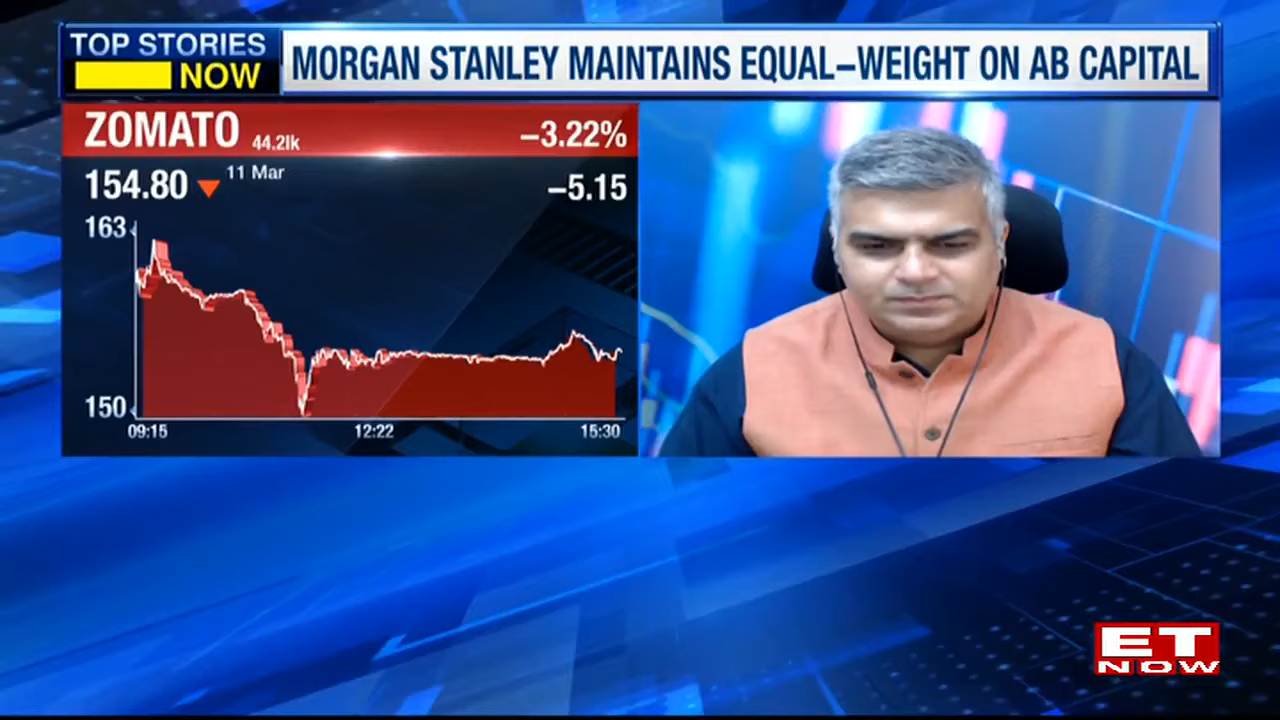 TOP STORIES
NOW
MORGAN STANLEY MAINTAINS EQUAL–WEIGHT ON AB CAPITAL
ZOMATO 44.2lk –3.22%
154.80 11 Mar –5.15
163
150
09:15 12:22 15:30
ET
NOW